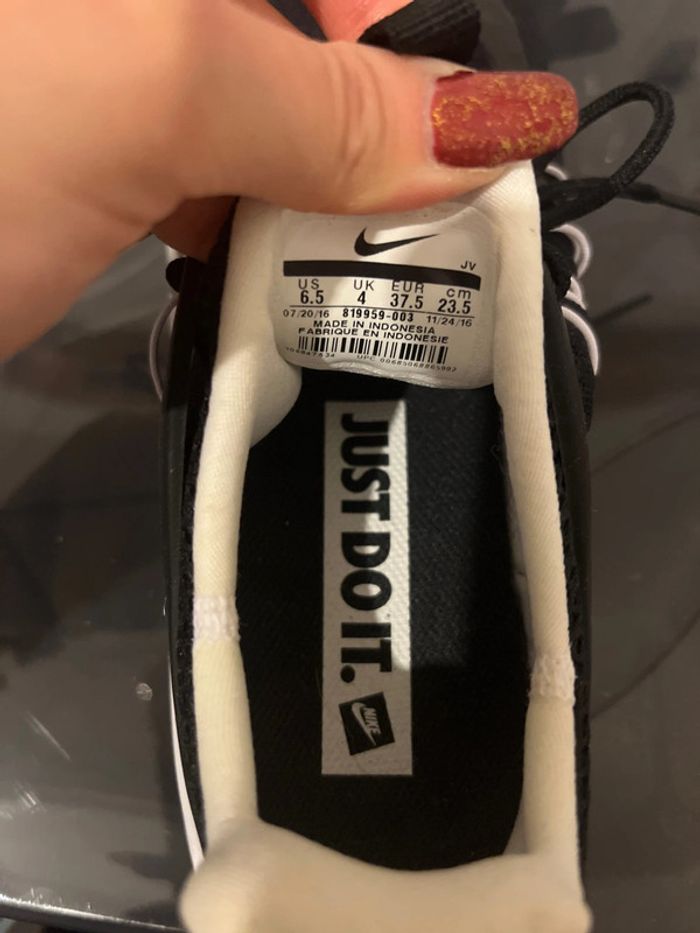 JV
US UK EUR cm
6.5 4 37.5 23.5
07/20/16 819959-003 11/24/16
MADE IN INDONESIA
FABRIQUE EN INDONESIE
UPC
JUST DO IT.
NIKE